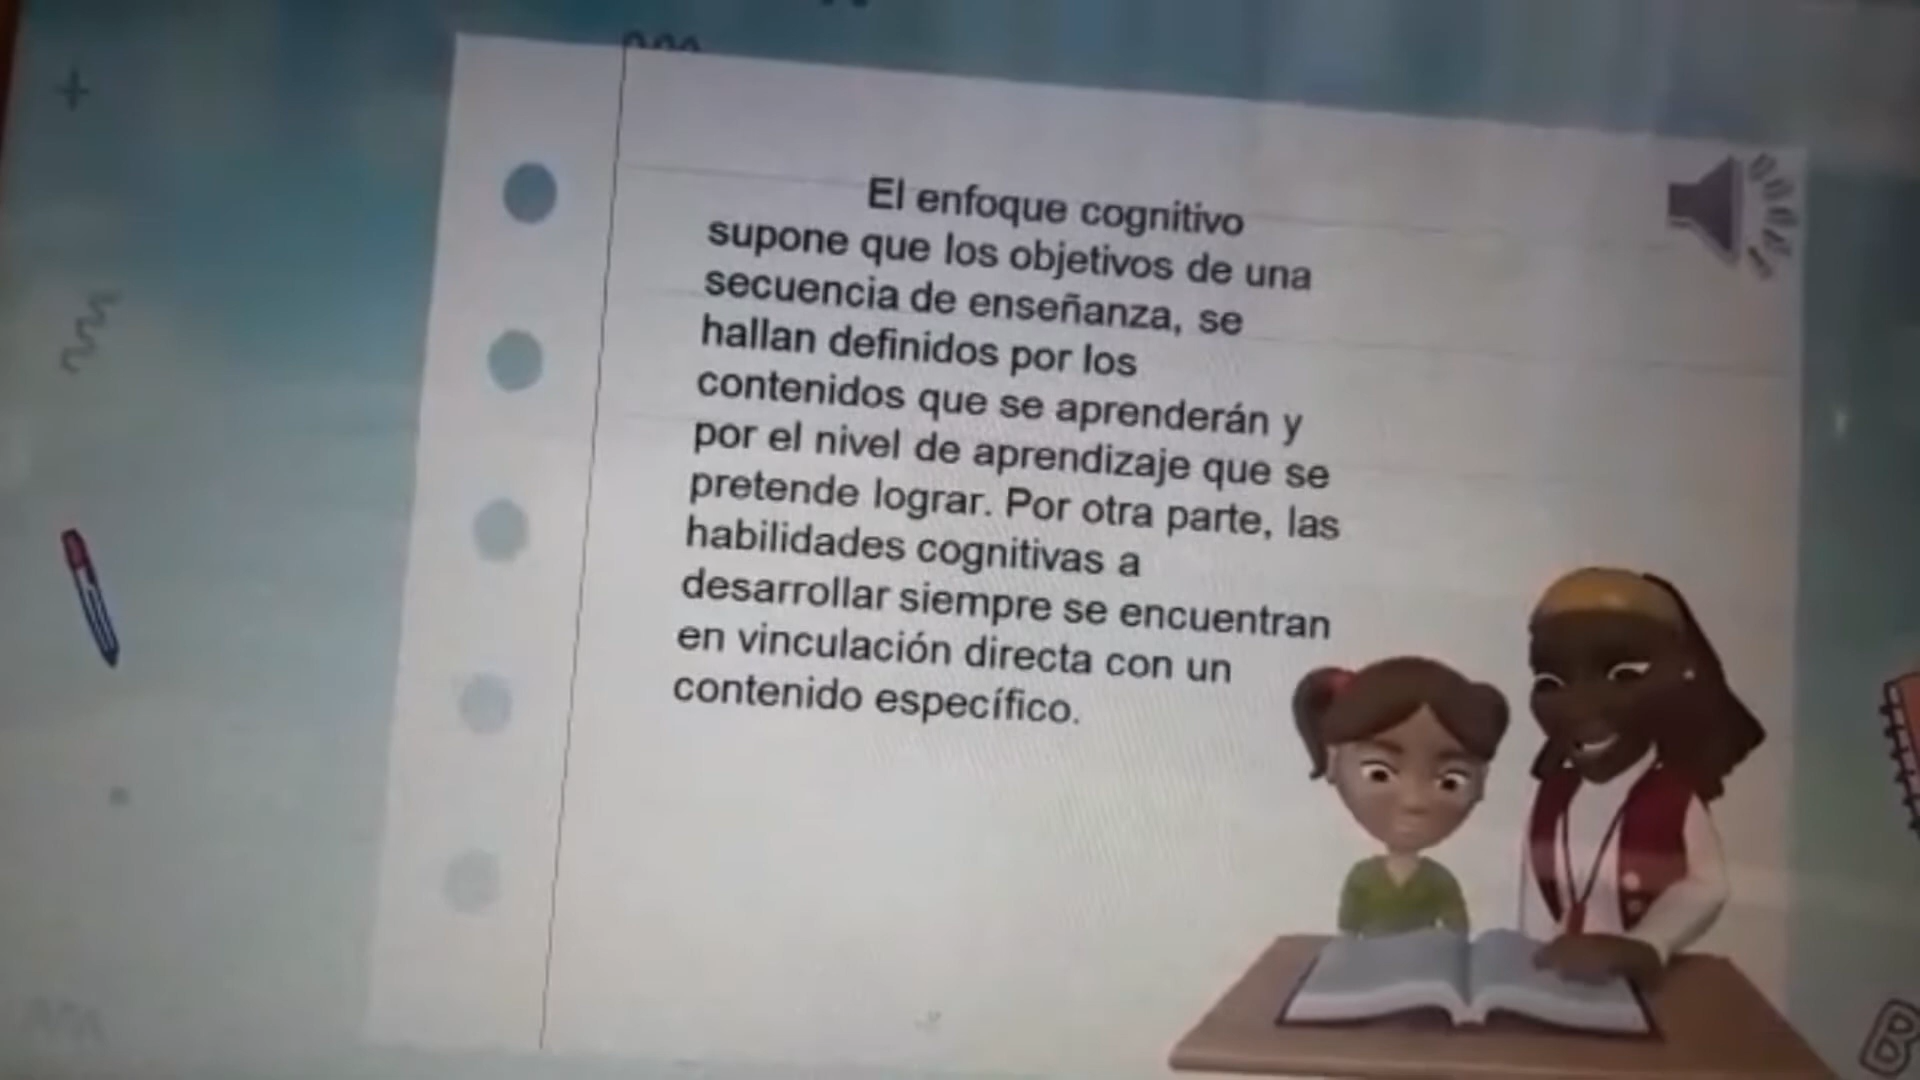 El enfoque cognitivo
supone que los objetivos de una
secuencia de enseñanza, se
hallan definidos por los
contenidos que se aprenderán y
por el nivel de aprendizaje que se
pretende lograr. Por otra parte, las
habilidades cognitivas a
desarrollar siempre se encuentran
en vinculación directa con un
contenido específico.
B